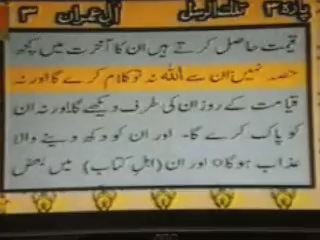 پارہ ۳ تلك الرسل اٰل عمران ۳
قیمت حاصل کرتے ہیں ان کا آخرت میں کچھ
حصہ نہیں ان سے اللہ نہ تو کلام کرے گا اور نہ
قیامت کے روز ان کی طرف دیکھے گا۔ اور نہ ان
کو پاک کرے گا۔ اور ان کو دکھ دینے والا
عذاب ہوگا○ اور ان (اہل کتاب) میں بعض